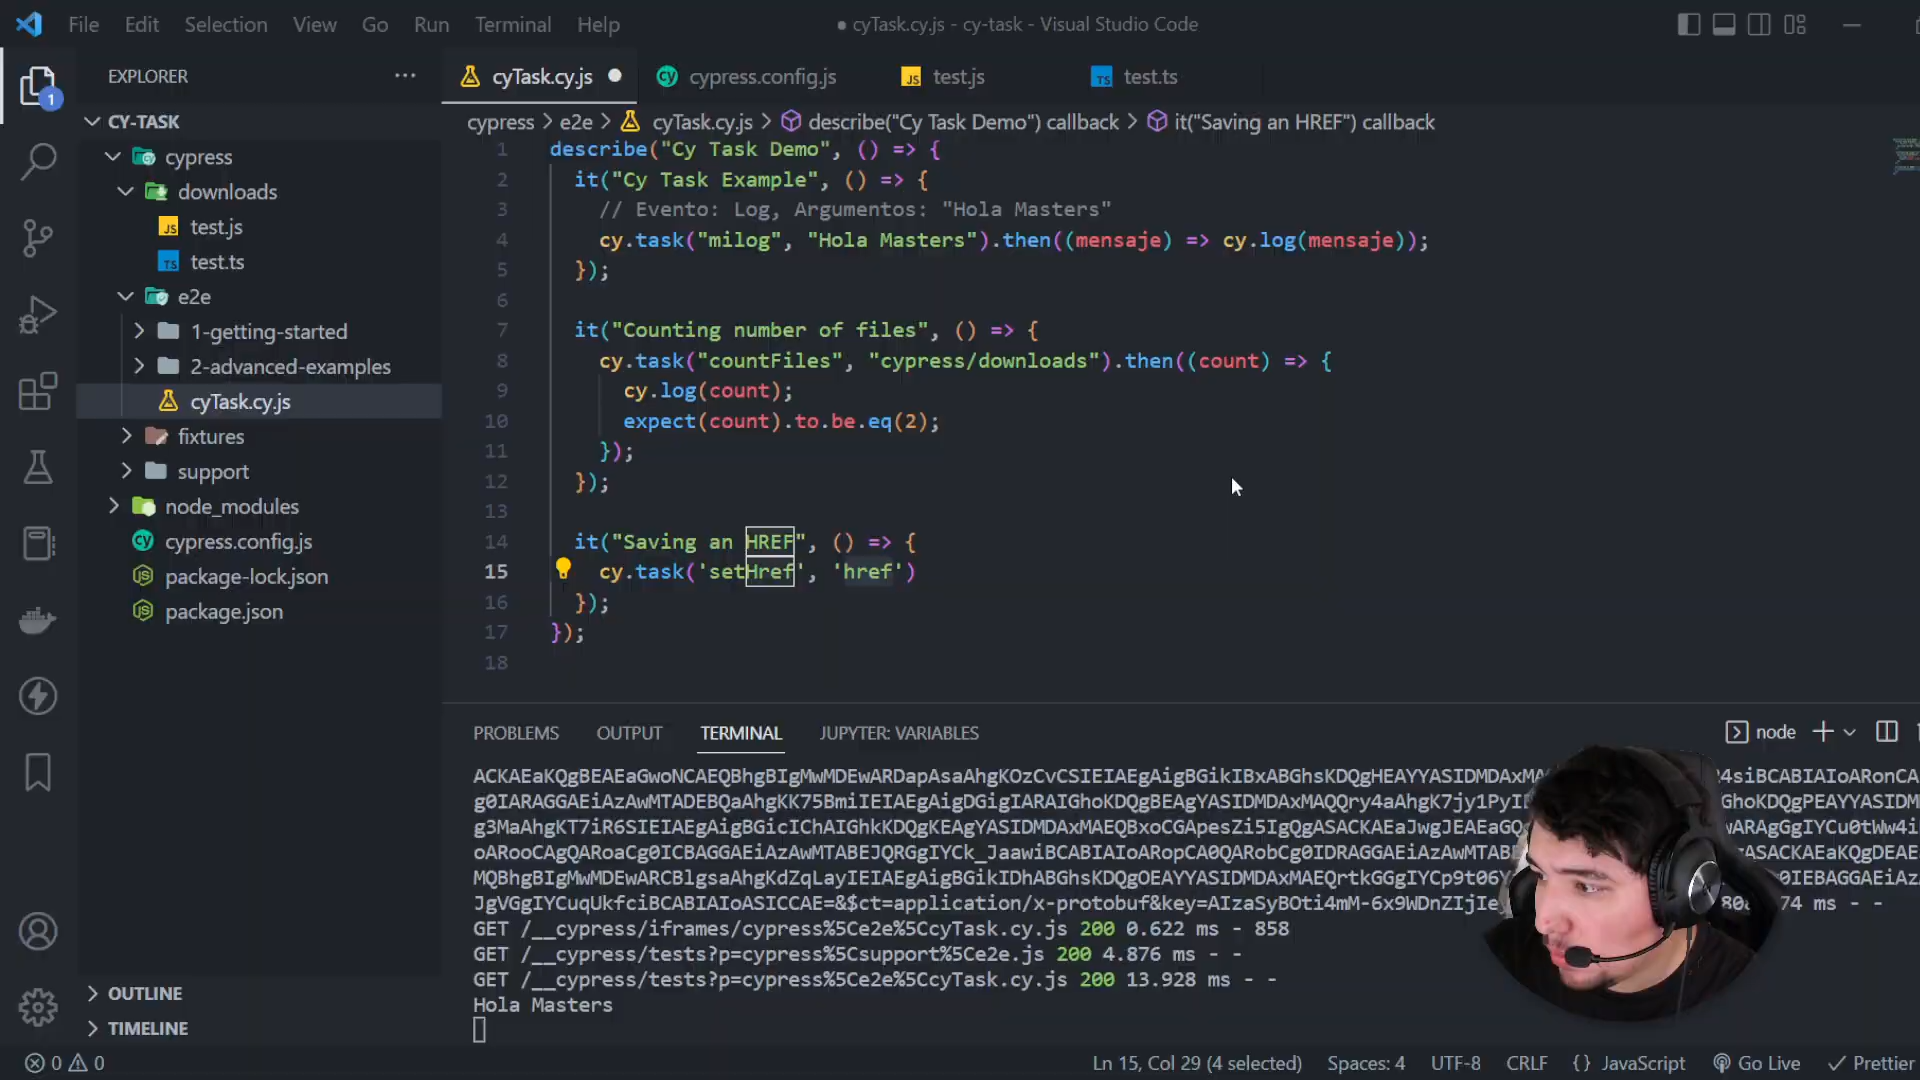 File Edit Selection View Go Run Terminal Help
● cyTask.cy.js - cy-task - Visual Studio Code
EXPLORER
1
CY-TASK
cypress
downloads
test.js
test.ts
e2e
1-getting-started
2-advanced-examples
cyTask.cy.js
fixtures
support
node_modules
cypress.config.js
package-lock.json
package.json
OUTLINE
TIMELINE
cyTask.cy.js ● cypress.config.js test.js test.ts
cypress > e2e > cyTask.cy.js > describe("Cy Task Demo") callback > it("Saving an HREF") callback
1 describe("Cy Task Demo", () => {
2 it("Cy Task Example", () => {
3 // Evento: Log, Argumentos: "Hola Masters"
4 cy.task("milog", "Hola Masters").then((mensaje) => cy.log(mensaje));
5 });
6
7 it("Counting number of files", () => {
8 cy.task("countFiles", "cypress/downloads").then((count) => {
9 cy.log(count);
10 expect(count).to.be.eq(2);
11 });
12 });
13
14 it("Saving an HREF", () => {
15 cy.task('setHref', 'href')
16 });
17 });
18
PROBLEMS OUTPUT TERMINAL JUPYTER: VARIABLES
node
GET /__cypress/iframes/cypress%5Ce2e%5CcyTask.cy.js 200 0.622 ms - 858
GET /__cypress/tests?p=cypress%5Csupport%5Ce2e.js 200 4.876 ms - -
GET /__cypress/tests?p=cypress%5Ce2e%5CcyTask.cy.js 200 13.928 ms - -
Hola Masters
0 0
Ln 15, Col 29 (4 selected) Spaces: 4 UTF-8 CRLF {} JavaScript Go Live Prettier